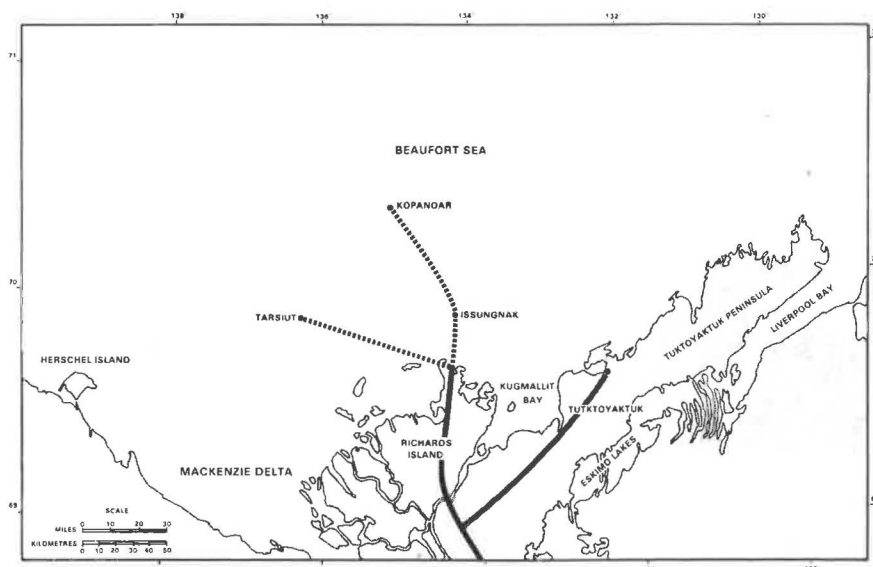 138
136
134
132
130
71
BEAUFORT SEA
KOPANOAR
70
TARSIUT
ISSUNGNAK
TUKTOYAKTUK PENINSULA
LIVERPOOL BAY
HERSCHEL ISLAND
KUGMALLIT
BAY
TUTKTOYAKTUK
RICHARDS
ISLAND
ESKIMO LAKES
MACKENZIE DELTA
69
SCALE
0 10 20 30
MILES
KILOMETRES
0 10 20 30 40 50